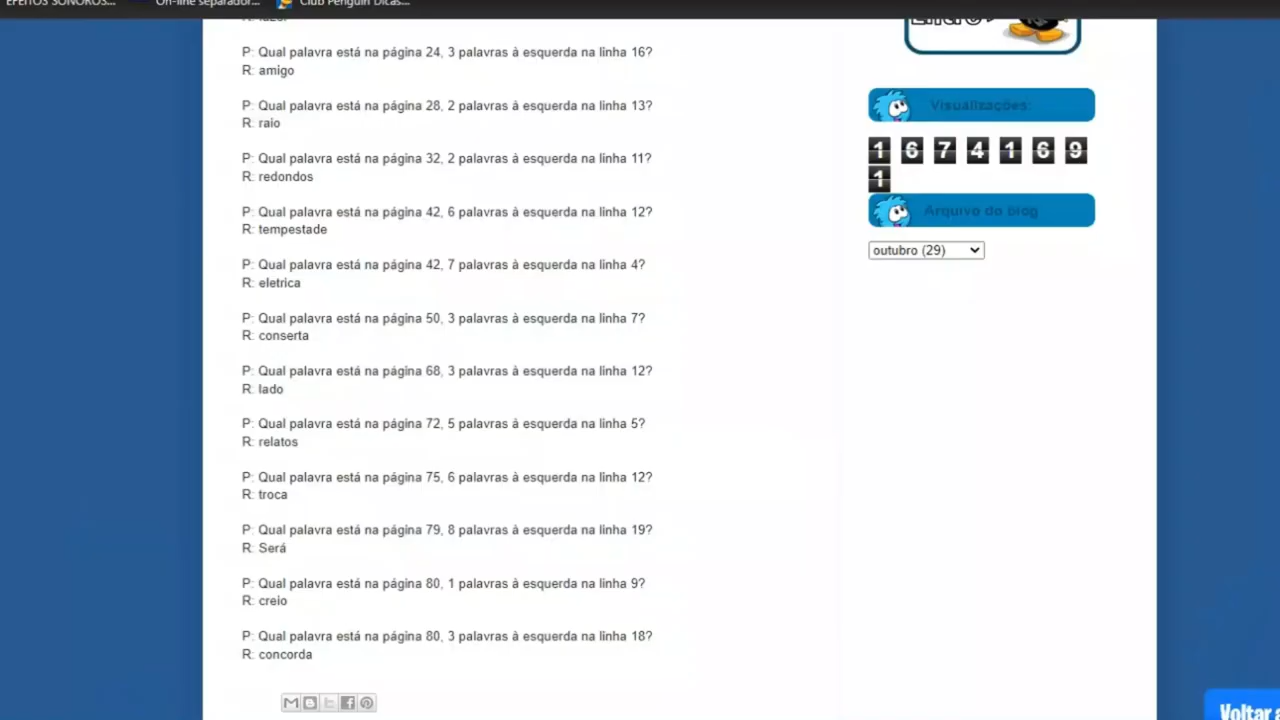 EFEITOS SONOROS...
On-line separador...
Club Penguin Dicas...
P: Qual palavra está na página 24, 3 palavras à esquerda na linha 16?
R: amigo
P: Qual palavra está na página 28, 2 palavras à esquerda na linha 13?
R: raio
P: Qual palavra está na página 32, 2 palavras à esquerda na linha 11?
R: redondos
P: Qual palavra está na página 42, 6 palavras à esquerda na linha 12?
R: tempestade
P: Qual palavra está na página 42, 7 palavras à esquerda na linha 4?
R: eletrica
P: Qual palavra está na página 50, 3 palavras à esquerda na linha 7?
R: conserta
P: Qual palavra está na página 68, 3 palavras à esquerda na linha 12?
R: lado
P: Qual palavra está na página 72, 5 palavras à esquerda na linha 5?
R: relatos
P: Qual palavra está na página 75, 6 palavras à esquerda na linha 12?
R: troca
P: Qual palavra está na página 79, 8 palavras à esquerda na linha 19?
R: Será
P: Qual palavra está na página 80, 1 palavras à esquerda na linha 9?
R: creio
P: Qual palavra está na página 80, 3 palavras à esquerda na linha 18?
R: concorda
Visualizações:
1 6 7 4 1 6 9
1
Arquivo do blog
outubro (29)
Voltar a